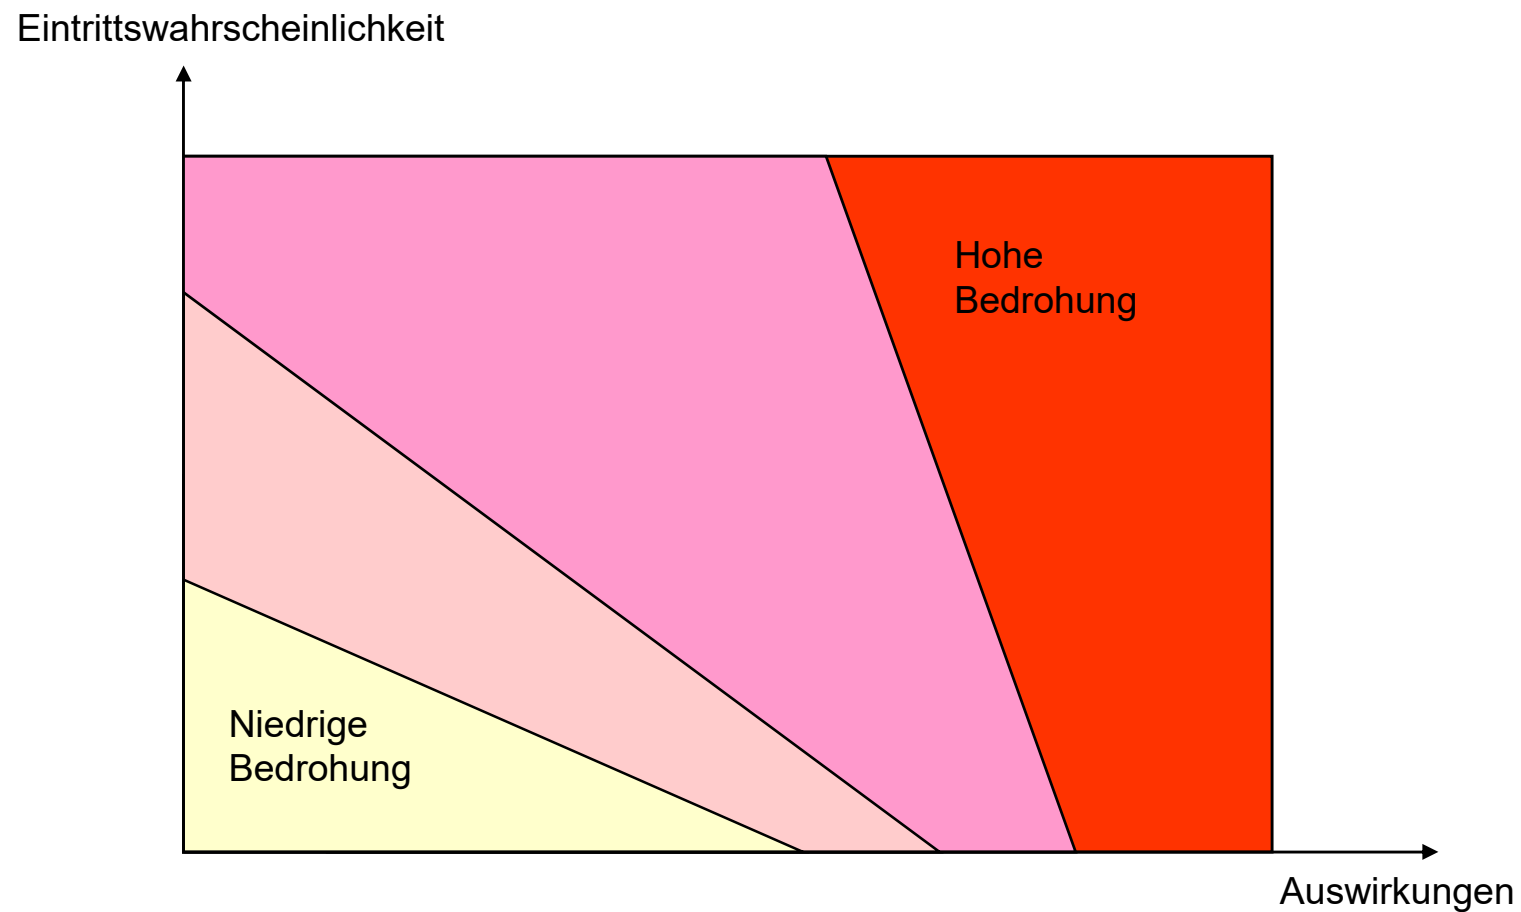 Eintrittswahrscheinlichkeit
Hohe
Bedrohung
Niedrige
Bedrohung
Auswirkungen